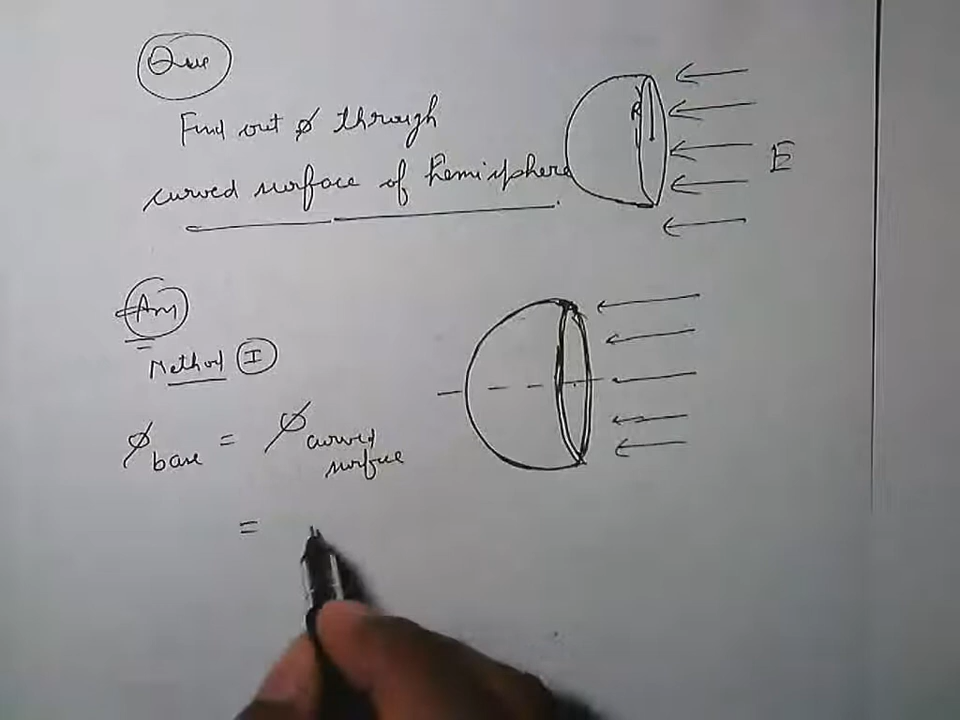 Que
Find out φ through
curved surface of hemisphere
R
E
Ans
Method I
φ base = φ curved surface
=